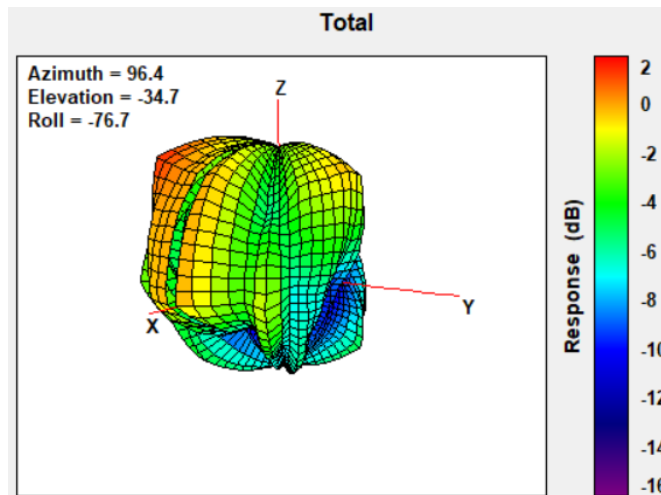 Total
Azimuth = 96.4
Elevation = -34.7
Roll = -76.7
Z
X
Y
Response (dB)
2
0
-2
-4
-6
-8
-10
-12
-14
-16